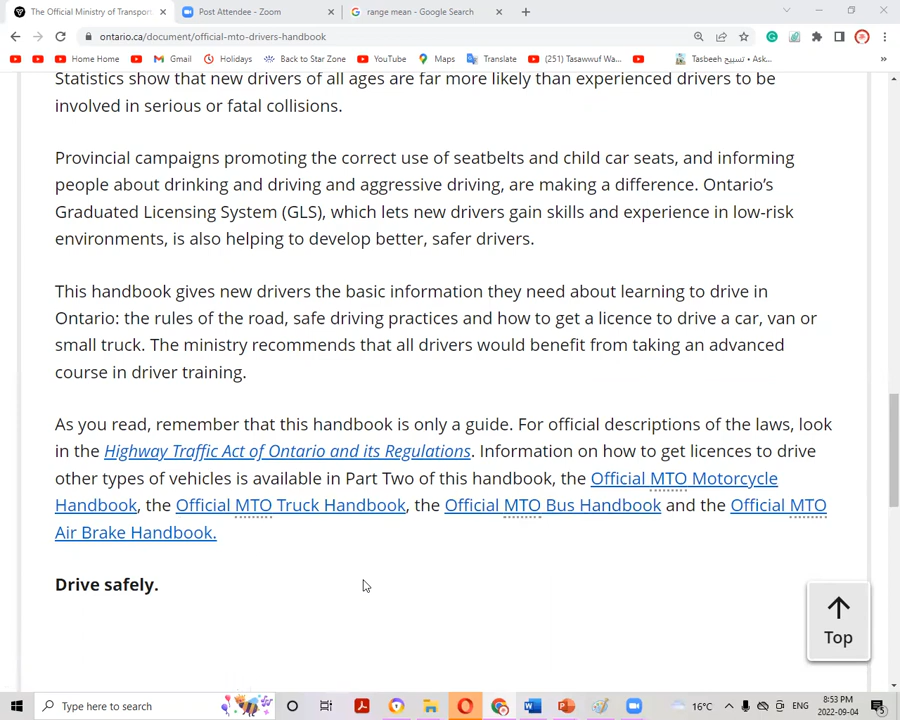 The Official Ministry of Transport
Post Attendee - Zoom
range mean - Google Search
ontario.ca/document/official-mto-drivers-handbook
Home Home
Gmail
Holidays
Back to Star Zone
YouTube
Maps
Translate
(251) Tasawwuf Wa...
Tasbeeh تسبيح • Ask...
»
Statistics show that new drivers of all ages are far more likely than experienced drivers to be
involved in serious or fatal collisions.
Provincial campaigns promoting the correct use of seatbelts and child car seats, and informing
people about drinking and driving and aggressive driving, are making a difference. Ontario's
Graduated Licensing System (GLS), which lets new drivers gain skills and experience in low-risk
environments, is also helping to develop better, safer drivers.
This handbook gives new drivers the basic information they need about learning to drive in
Ontario: the rules of the road, safe driving practices and how to get a licence to drive a car, van or
small truck. The ministry recommends that all drivers would benefit from taking an advanced
course in driver training.
As you read, remember that this handbook is only a guide. For official descriptions of the laws, look
in the Highway Traffic Act of Ontario and its Regulations. Information on how to get licences to drive
other types of vehicles is available in Part Two of this handbook, the Official MTO Motorcycle
Handbook, the Official MTO Truck Handbook, the Official MTO Bus Handbook and the Official MTO
Air Brake Handbook.
Drive safely.
Top
Type here to search
16°C
ENG
8:53 PM
2022-09-04
5